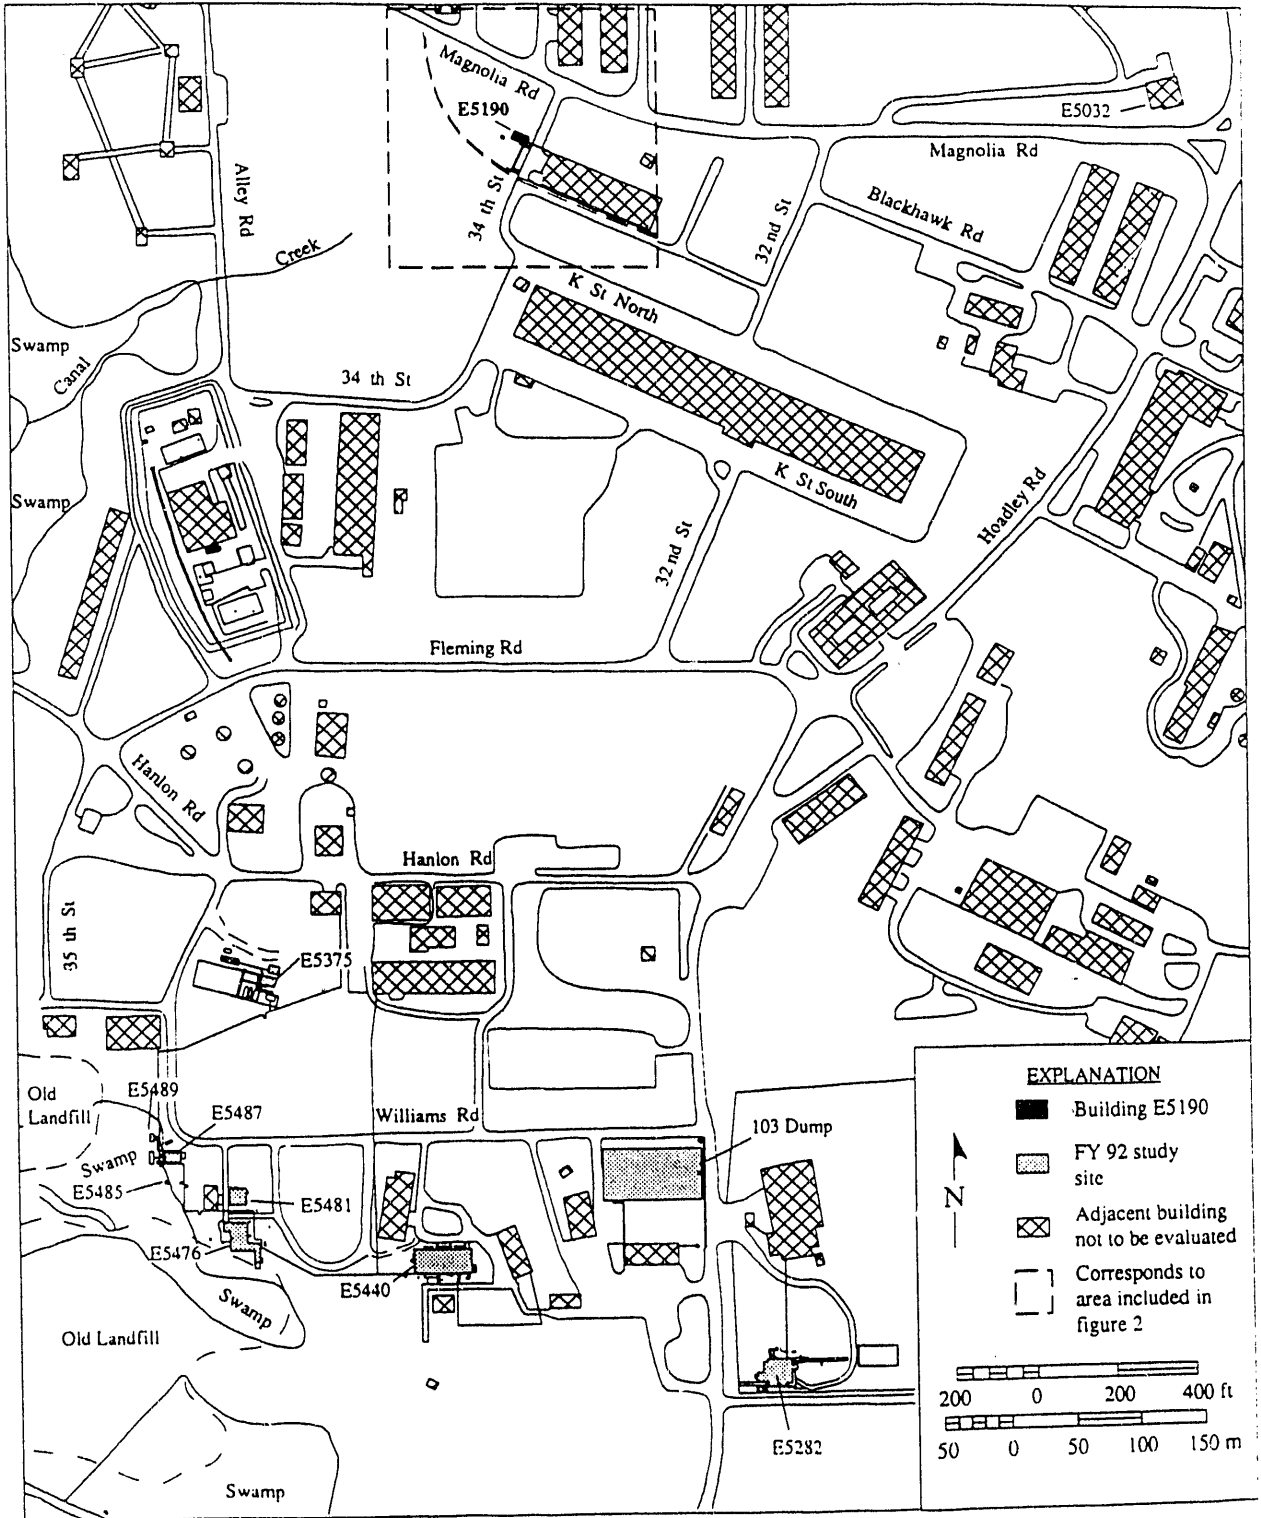 Magnolia Rd
E5190
E5032
Magnolia Rd
Alley Rd
34 th St
32 nd St
Blackhawk Rd
Creek
K St North
Swamp
Canal
34 th St
K St South
Hoadley Rd
Swamp
32 nd St
Fleming Rd
Hanlon Rd
Hanlon Rd
35 th St
E5375
Old
Landfill
E5489
E5487
Williams Rd
103 Dump
Swamp
E5485
E5481
E5476
E5440
Swamp
Old Landfill
E5282
Swamp
EXPLANATION
Building E5190
FY 92 study
site
N
Adjacent building
not to be evaluated
Corresponds to
area included in
figure 2
200 0 200 400 ft
50 0 50 100 150 m